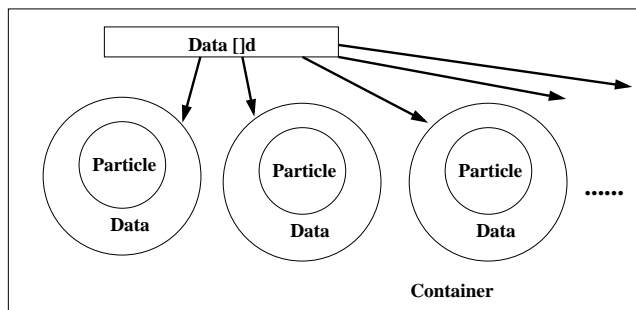 Data []d
Particle
Data
Particle
Data
Particle
Data
......
Container